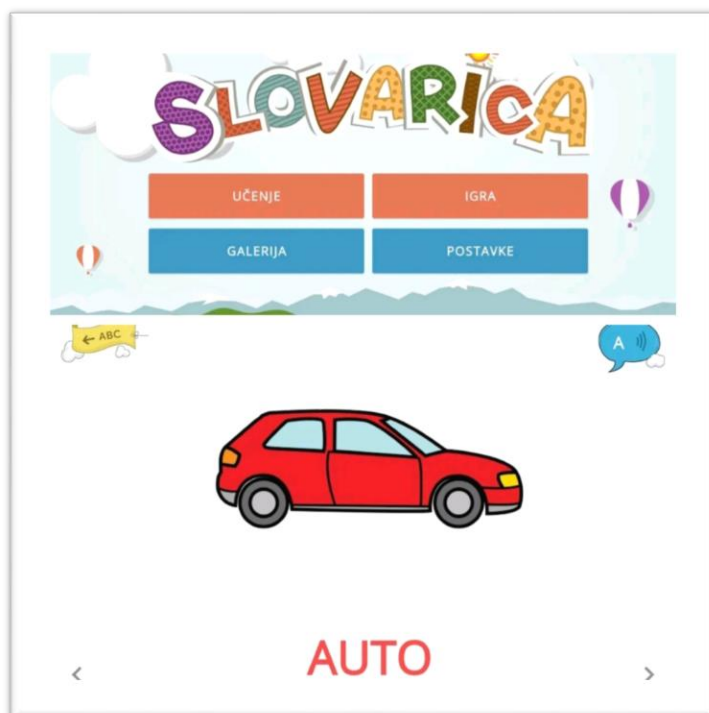 SLOVARICA
UČENJE
IGRA
GALERIJA
POSTAVKE
← ABC
A
AUTO